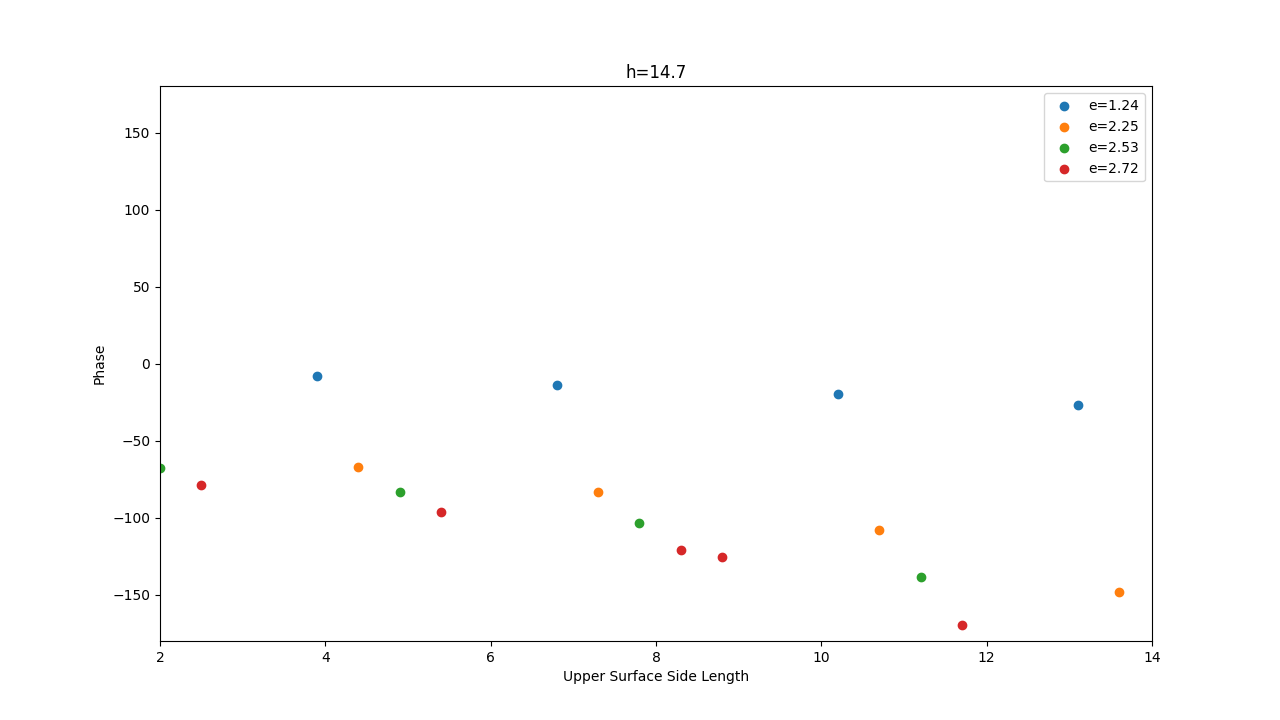 h=14.7
e=1.24
e=2.25
e=2.53
e=2.72
Phase
150
100
50
0
−50
−100
−150
2 4 6 8 10 12 14
Upper Surface Side Length